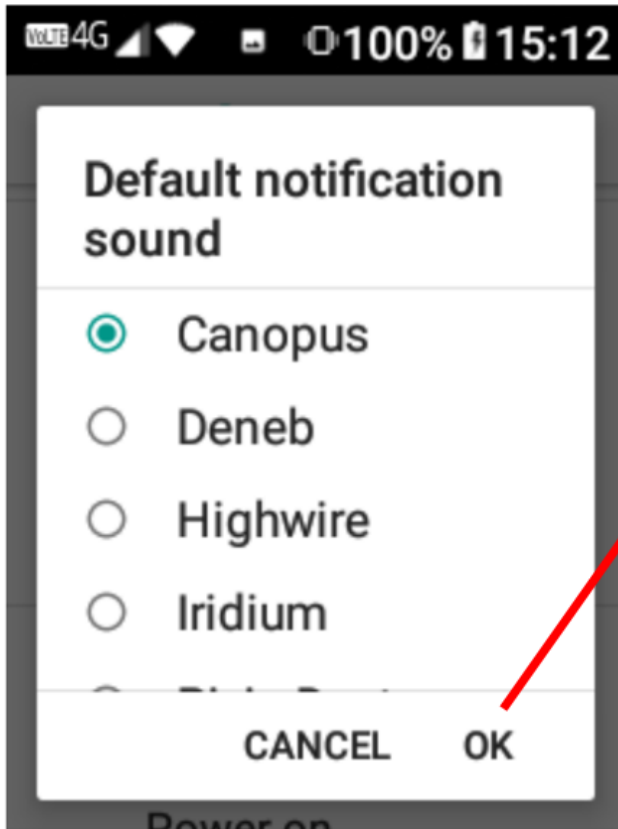 VoLTE 4G 100% 15:12
Default notification
sound
Canopus
Deneb
Highwire
Iridium
CANCEL OK
Power on